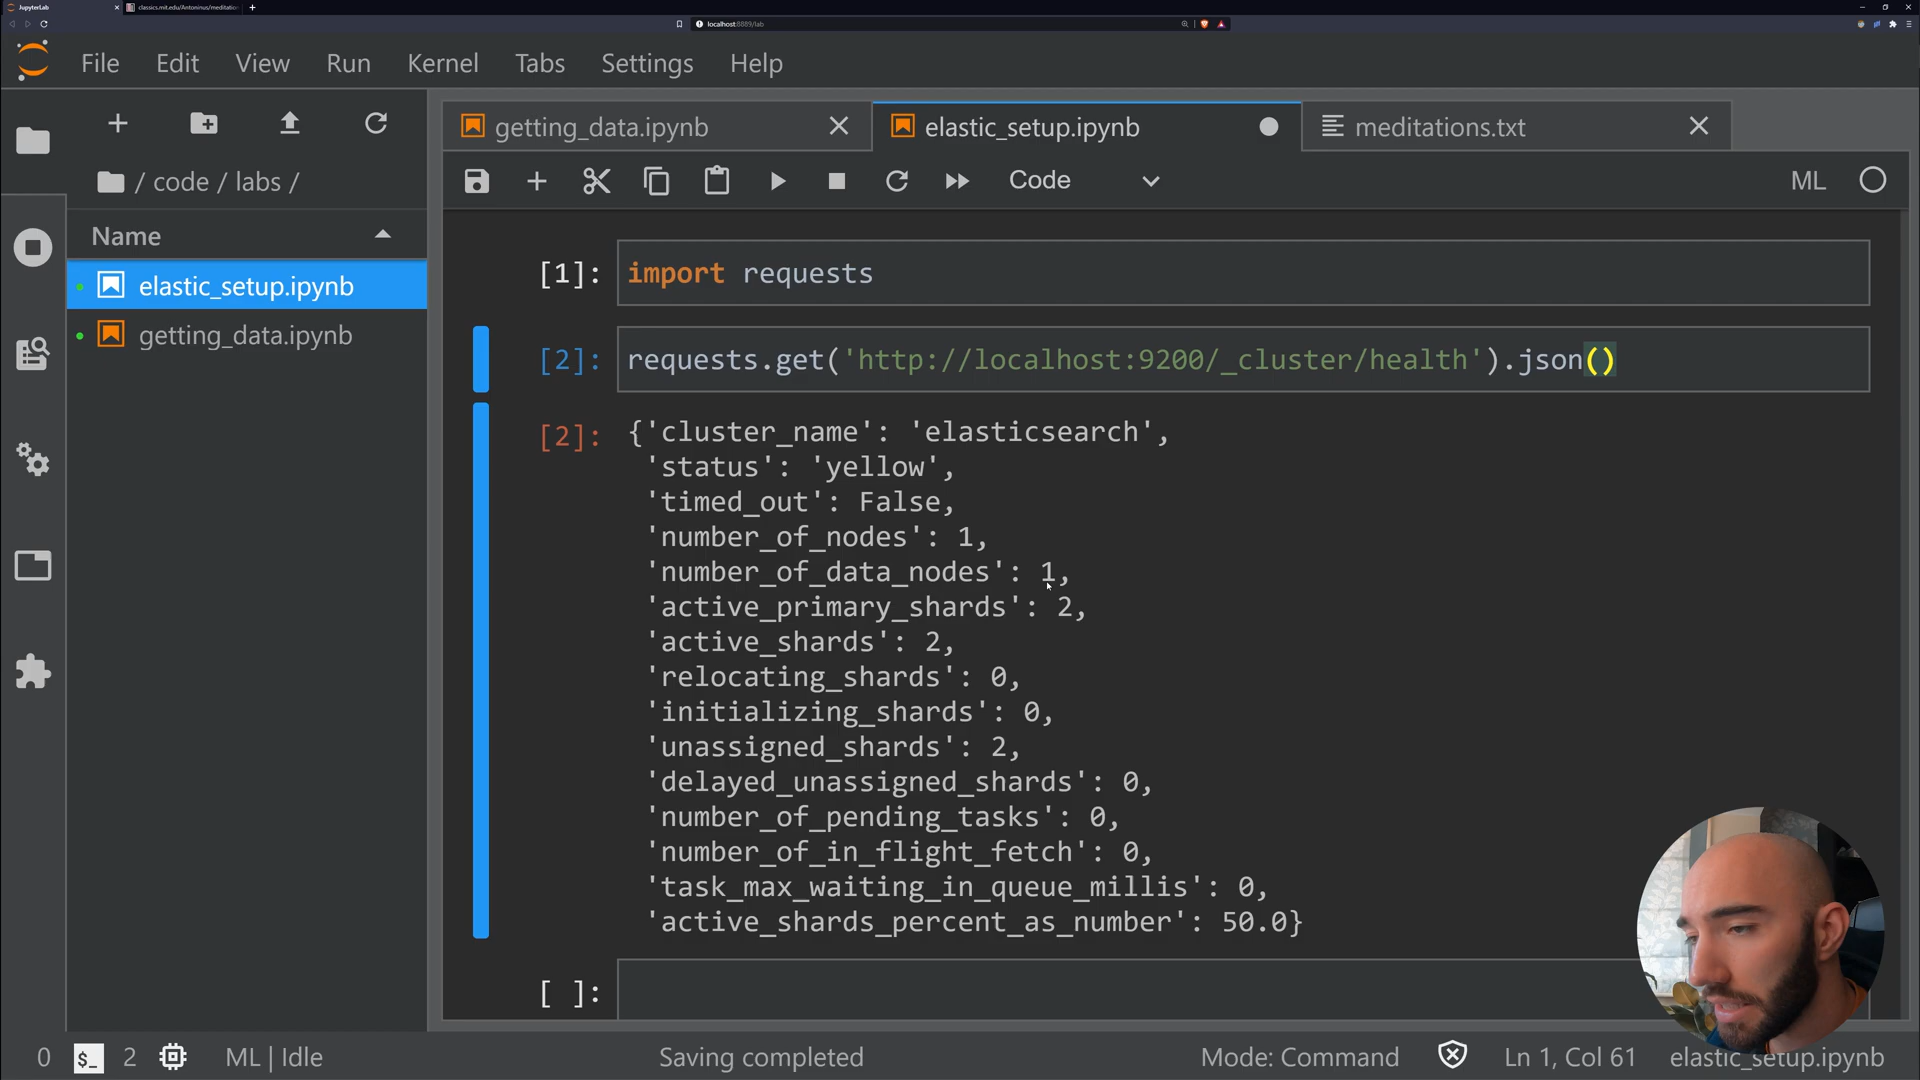 JupyterLab
classics.mit.edu/Antoninus/meditation
localhost:8889/lab
File Edit View Run Kernel Tabs Settings Help
getting_data.ipynb
elastic_setup.ipynb
meditations.txt
/ code / labs /
Code
ML
Name
elastic_setup.ipynb
getting_data.ipynb
[1]: import requests
[2]: requests.get('http://localhost:9200/_cluster/health').json()
[2]: {'cluster_name': 'elasticsearch',
'status': 'yellow',
'timed_out': False,
'number_of_nodes': 1,
'number_of_data_nodes': 1,
'active_primary_shards': 2,
'active_shards': 2,
'relocating_shards': 0,
'initializing_shards': 0,
'unassigned_shards': 2,
'delayed_unassigned_shards': 0,
'number_of_pending_tasks': 0,
'number_of_in_flight_fetch': 0,
'task_max_waiting_in_queue_millis': 0,
'active_shards_percent_as_number': 50.0}
[ ]:
0 $_ 2 ML | Idle Saving completed Mode: Command Ln 1, Col 61 elastic_setup.ipynb